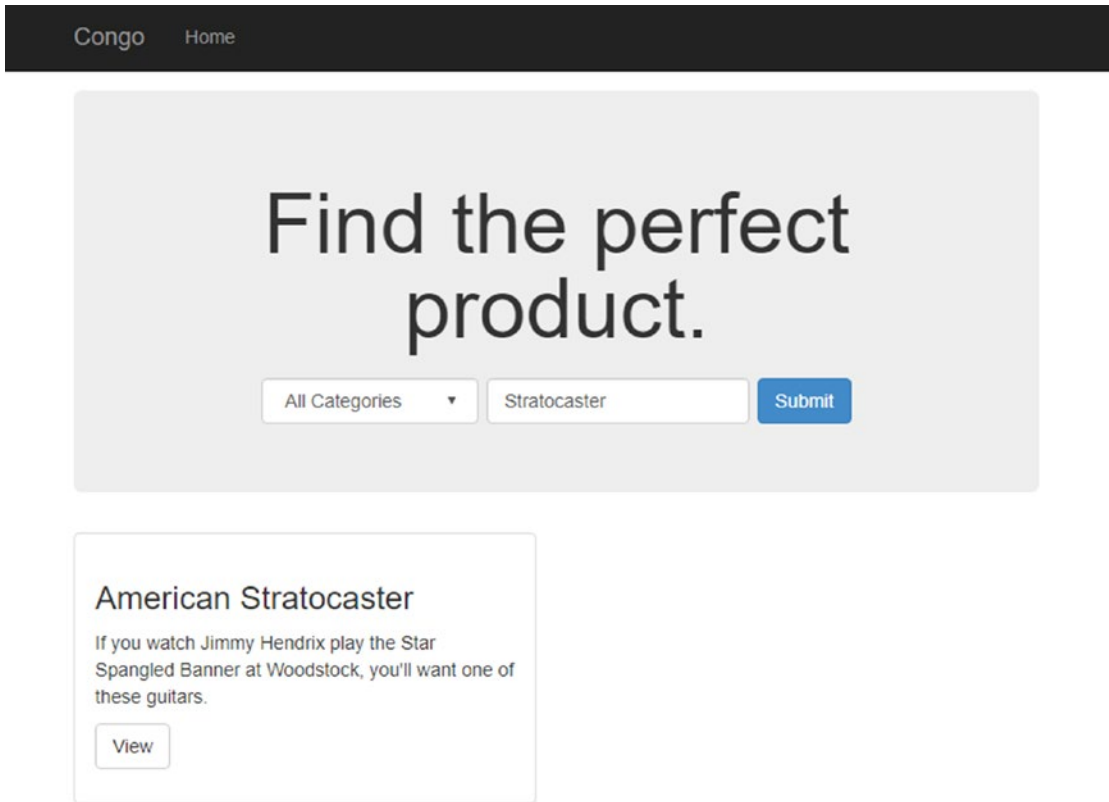 Congo Home
Find the perfect
product.
All Categories Stratocaster Submit
American Stratocaster
If you watch Jimmy Hendrix play the Star
Spangled Banner at Woodstock, you'll want one of
these guitars.
View